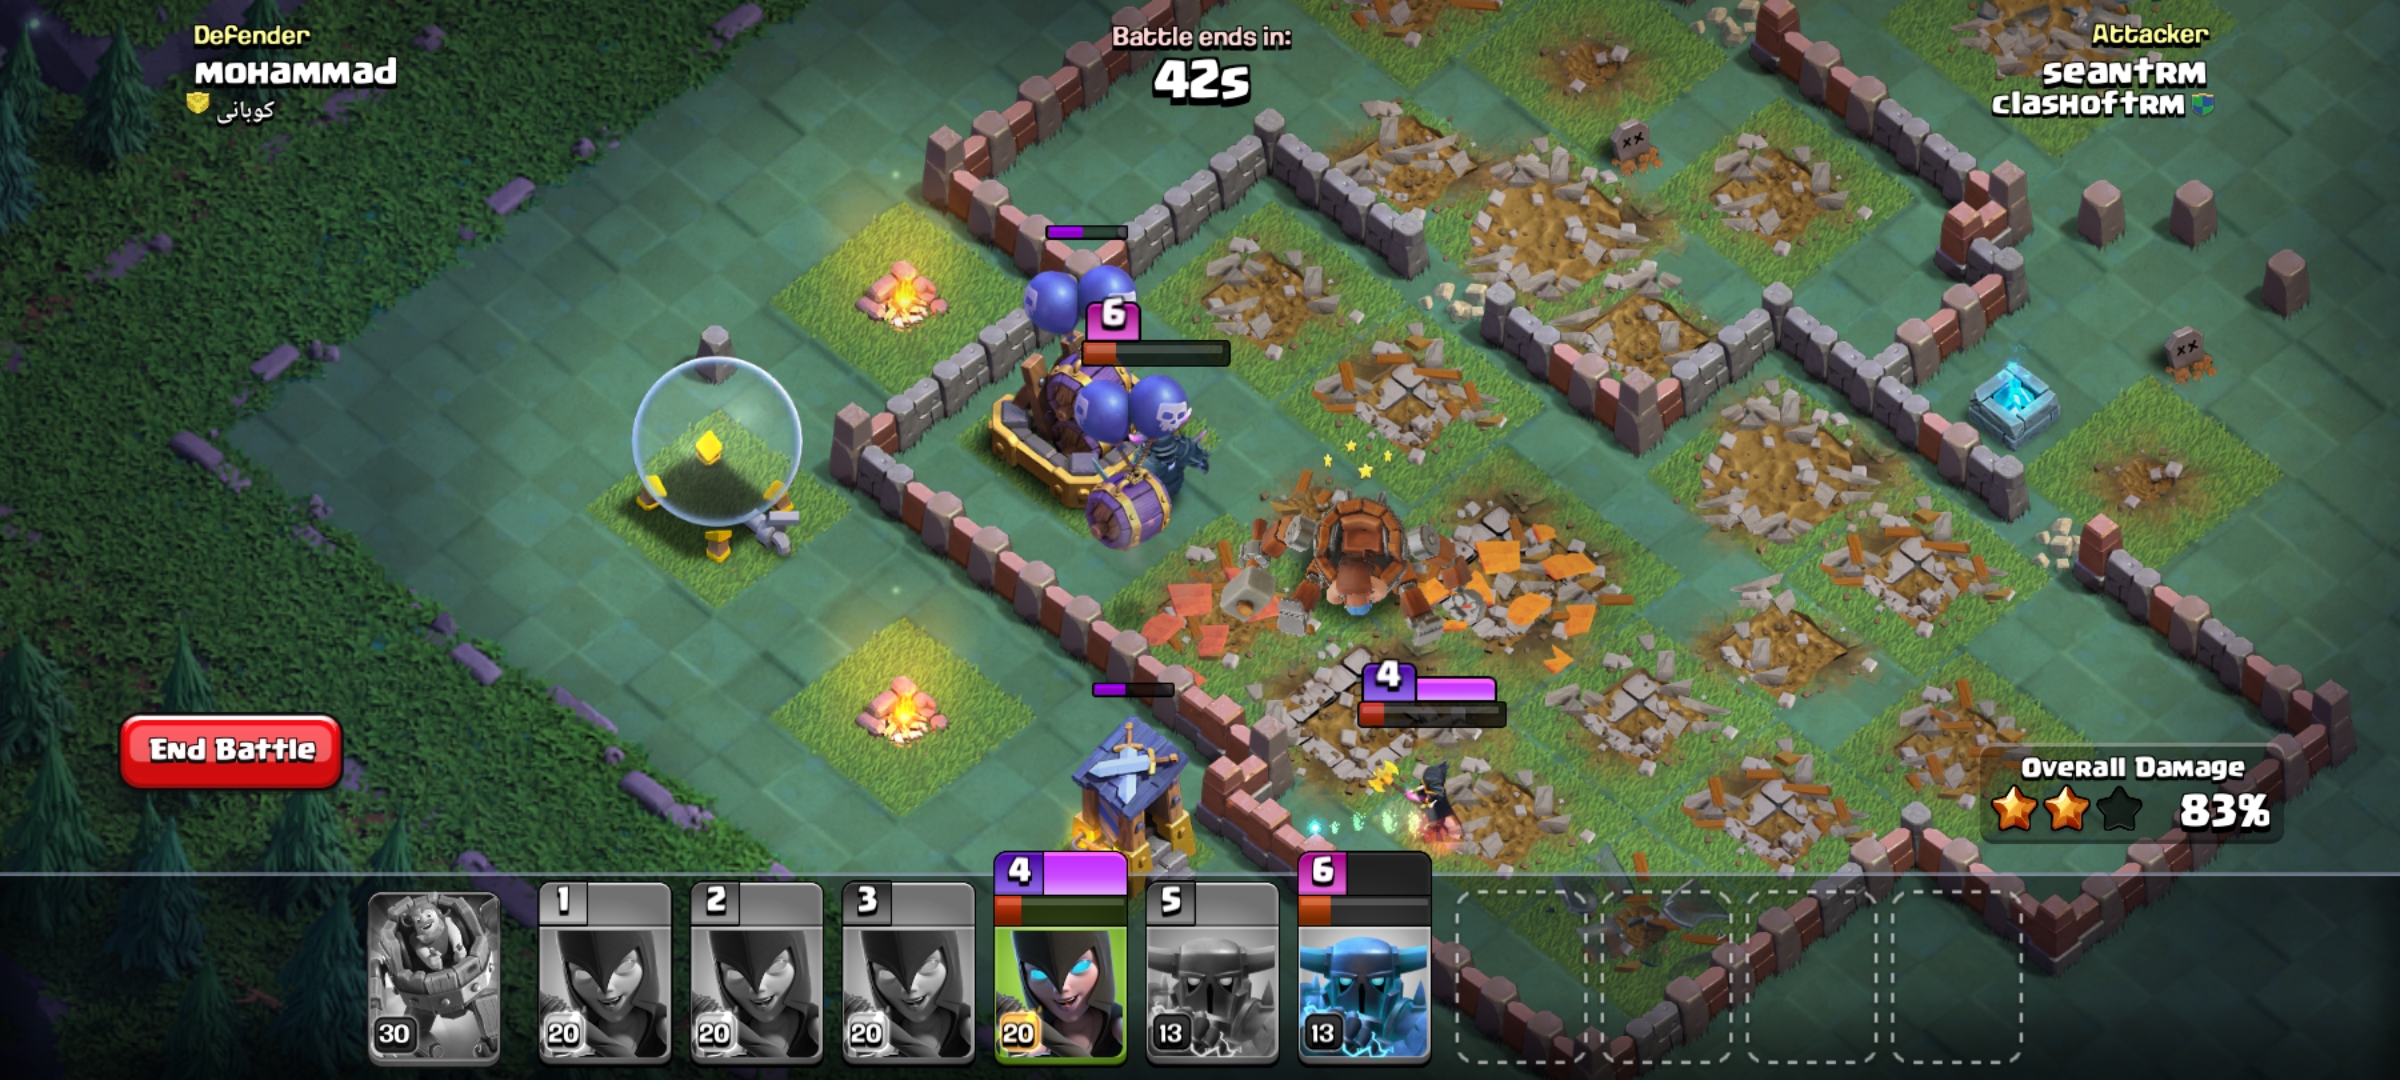 Defender
MOHAMMAD
کوبانی
Battle ends in:
42s
Attacker
seantRM
clashoftRM
6
4
End Battle
Overall Damage
83%
30
1
20
2
20
3
20
4
20
5
13
6
13